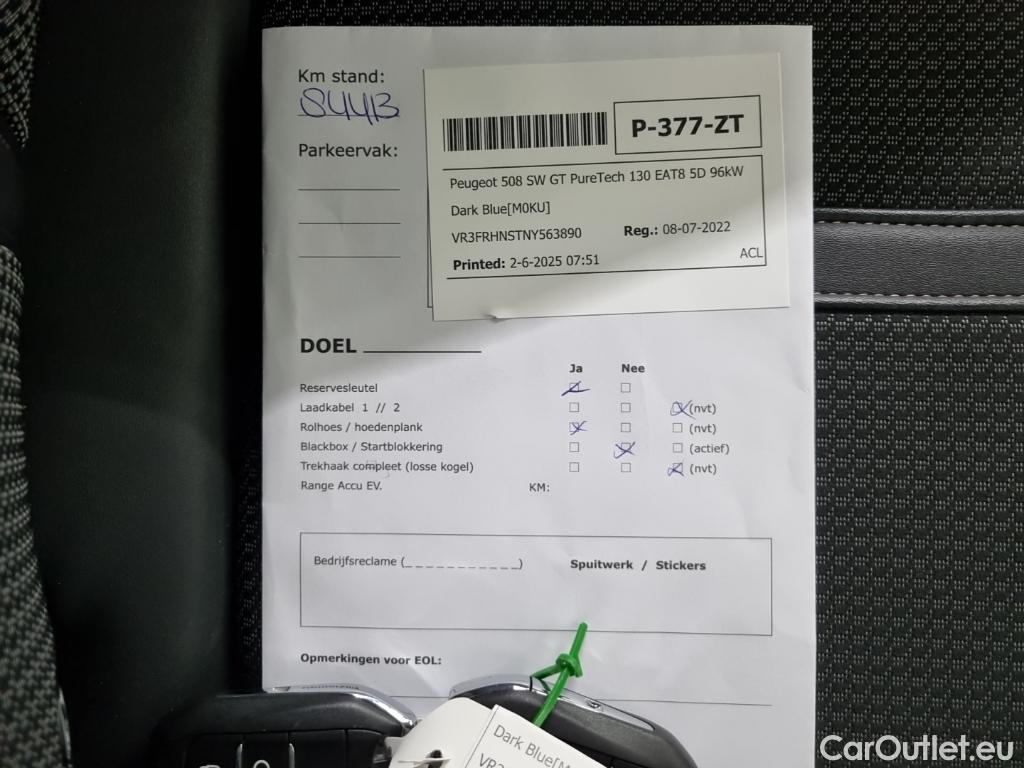 Km stand:
Parkeervak:
P-377-ZT
Peugeot 508 SW GT PureTech 130 EAT8 5D 96kW
Dark Blue[M0KU]
VR3FRHNSTNY563890 Reg.: 08-07-2022
Printed: 2-6-2025 07:51 ACL
DOEL
Ja Nee
Reservesleutel
Laadkabel 1 // 2 (nvt)
Rolhoes / hoedenplank (nvt)
Blackbox / Startblokkering (actief)
Trekhaak compleet (losse kogel) (nvt)
Range Accu EV. KM:
Bedrijfsreclame (_ _ _ _ _ _ _ _ _ _ _) Spuitwerk / Stickers
Opmerkingen voor EOL:
Dark Blue[M
VR3
CarOutlet.eu